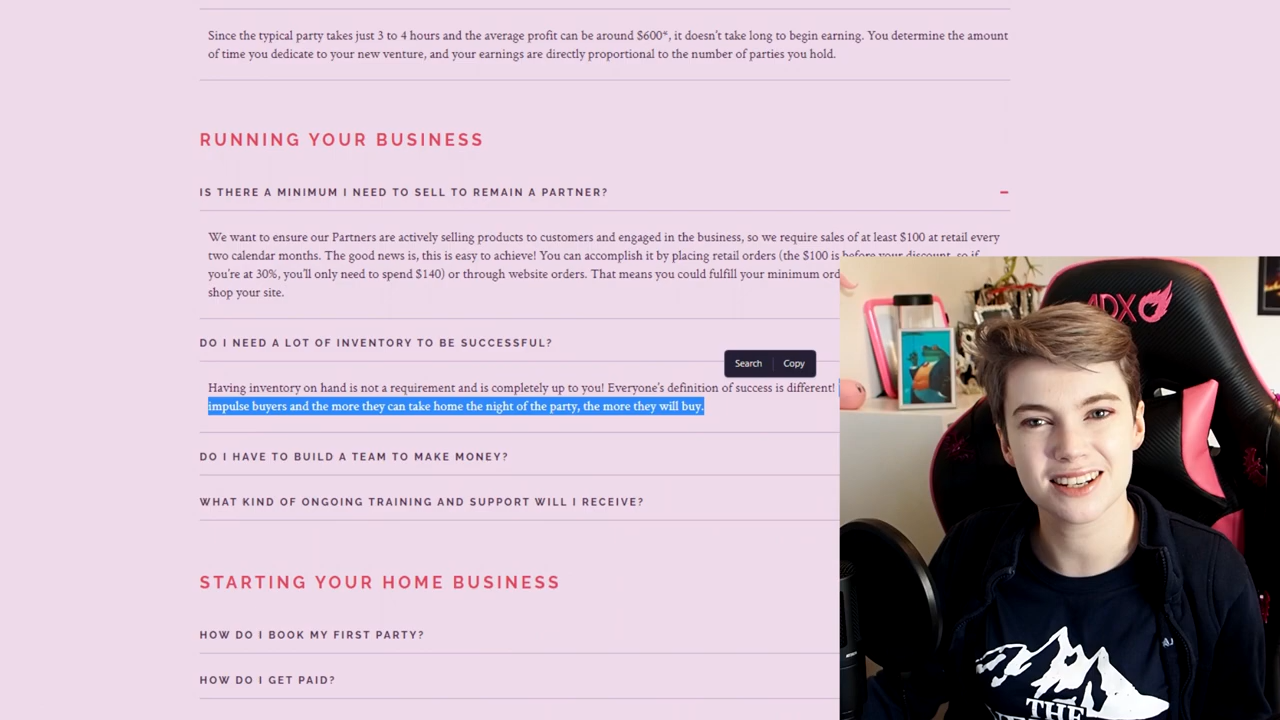 Since the typical party takes just 3 to 4 hours and the average profit can be around $600*, it doesn't take long to begin earning. You determine the amount
of time you dedicate to your new venture, and your earnings are directly proportional to the number of parties you hold.
RUNNING YOUR BUSINESS
IS THERE A MINIMUM I NEED TO SELL TO REMAIN A PARTNER?
We want to ensure our Partners are actively selling products to customers and engaged in the business, so we require sales of at least $100 at retail every
two calendar months. The good news is, this is easy to achieve! You can accomplish it by placing retail orders (the $100 is before your discount, so if
you're at 30%, you'll only need to spend $140) or through website orders. That means you could fulfill your minimum ord
shop your site.
DO I NEED A LOT OF INVENTORY TO BE SUCCESSFUL?
Search Copy
Having inventory on hand is not a requirement and is completely up to you! Everyone's definition of success is different!
impulse buyers and the more they can take home the night of the party, the more they will buy.
DO I HAVE TO BUILD A TEAM TO MAKE MONEY?
WHAT KIND OF ONGOING TRAINING AND SUPPORT WILL I RECEIVE?
STARTING YOUR HOME BUSINESS
HOW DO I BOOK MY FIRST PARTY?
HOW DO I GET PAID?
ADX
THE